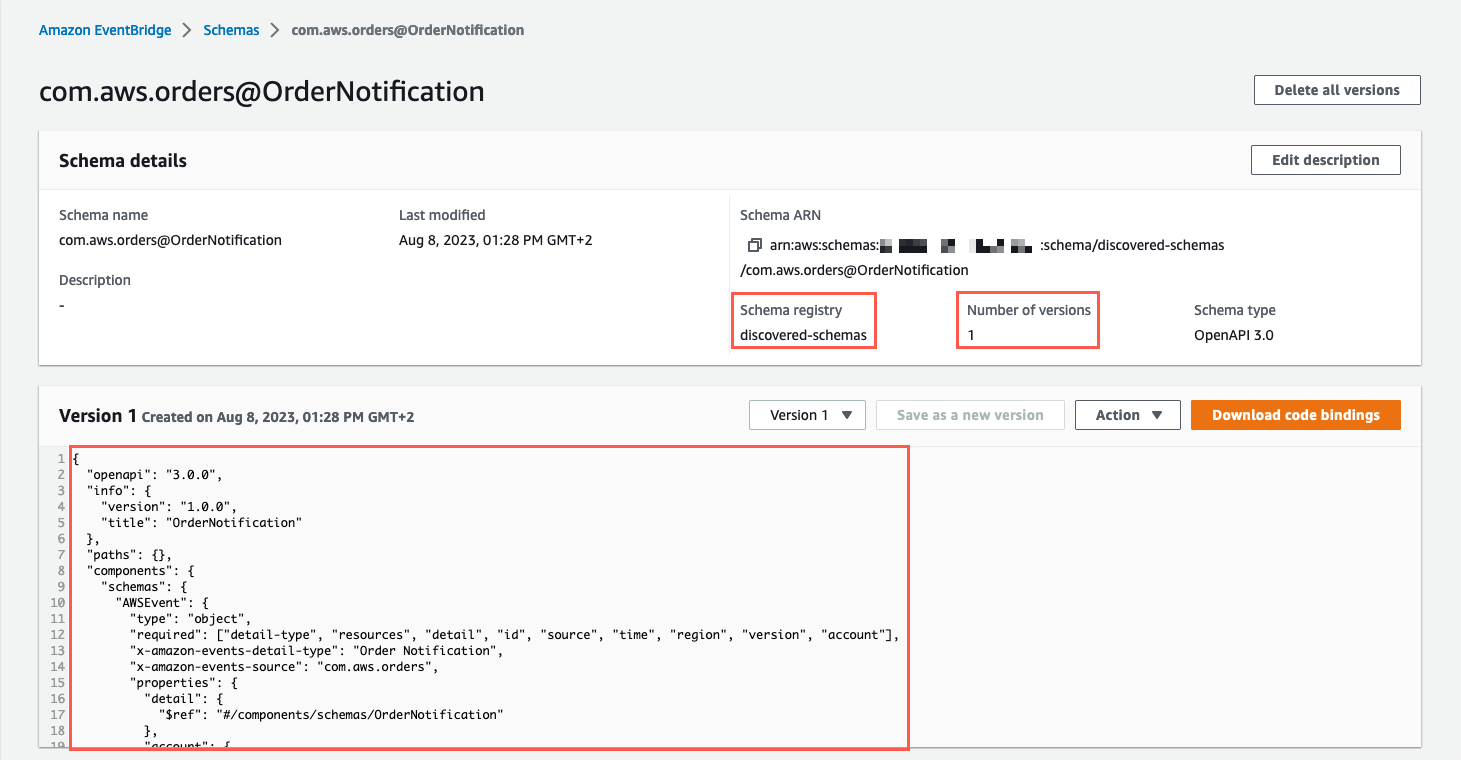 Amazon EventBridge > Schemas > com.aws.orders@OrderNotification
com.aws.orders@OrderNotification
Delete all versions
Schema details
Edit description
Schema name
com.aws.orders@OrderNotification
Last modified
Aug 8, 2023, 01:28 PM GMT+2
Description
-
Schema ARN
arn:aws:schemas: :schema/discovered-schemas
/com.aws.orders@OrderNotification
Schema registry
discovered-schemas
Number of versions
1
Schema type
OpenAPI 3.0
Version 1 Created on Aug 8, 2023, 01:28 PM GMT+2
Version 1 ▼
Save as a new version
Action ▼
Download code bindings
1 {
2   "openapi": "3.0.0",
3   "info": {
4     "version": "1.0.0",
5     "title": "OrderNotification"
6   },
7   "paths": {},
8   "components": {
9     "schemas": {
10       "AWSEvent": {
11         "type": "object",
12         "required": ["detail-type", "resources", "detail", "id", "source", "time", "region", "version", "account"],
13         "x-amazon-events-detail-type": "Order Notification",
14         "x-amazon-events-source": "com.aws.orders",
15         "properties": {
16           "detail": {
17             "$ref": "#/components/schemas/OrderNotification"
18           },
19           "account": {